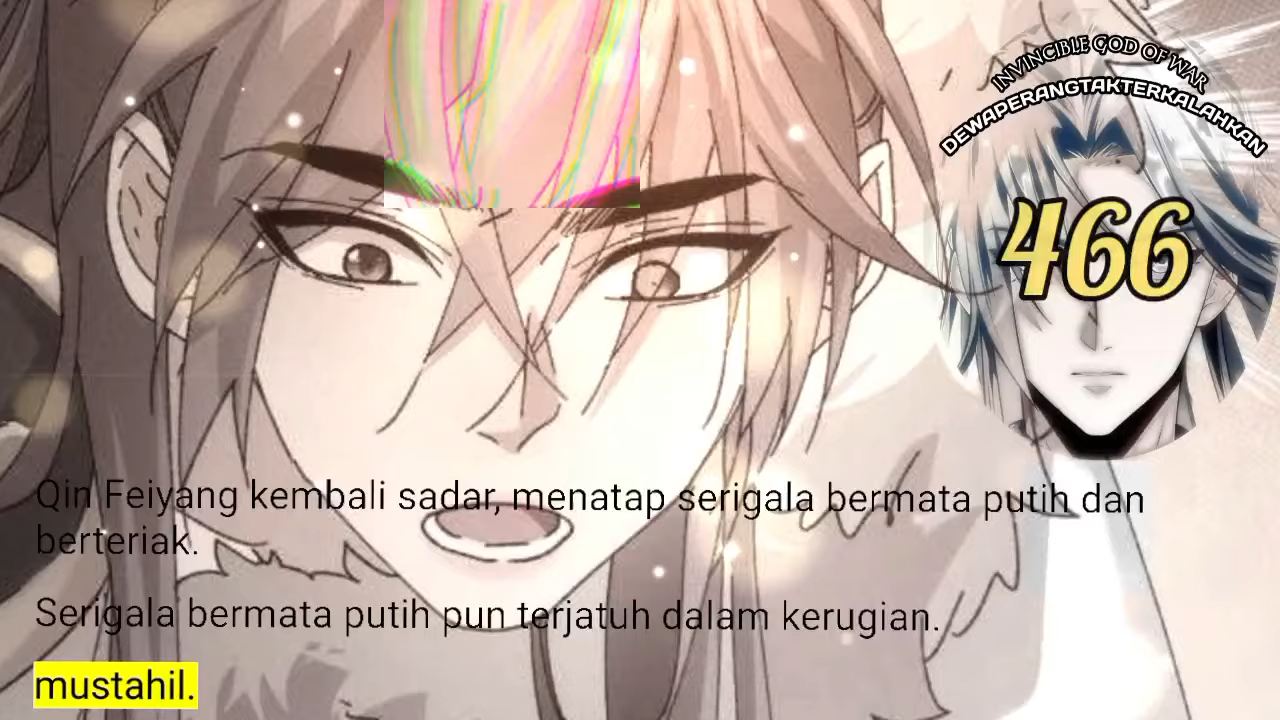 INVINCIBLE GOD OF WAR
DEWAPERANGTAKTERKALAHKAN
466
Qin Feiyang kembali sadar, menatap serigala bermata putih dan
berteriak.
Serigala bermata putih pun terjatuh dalam kerugian.
mustahil.